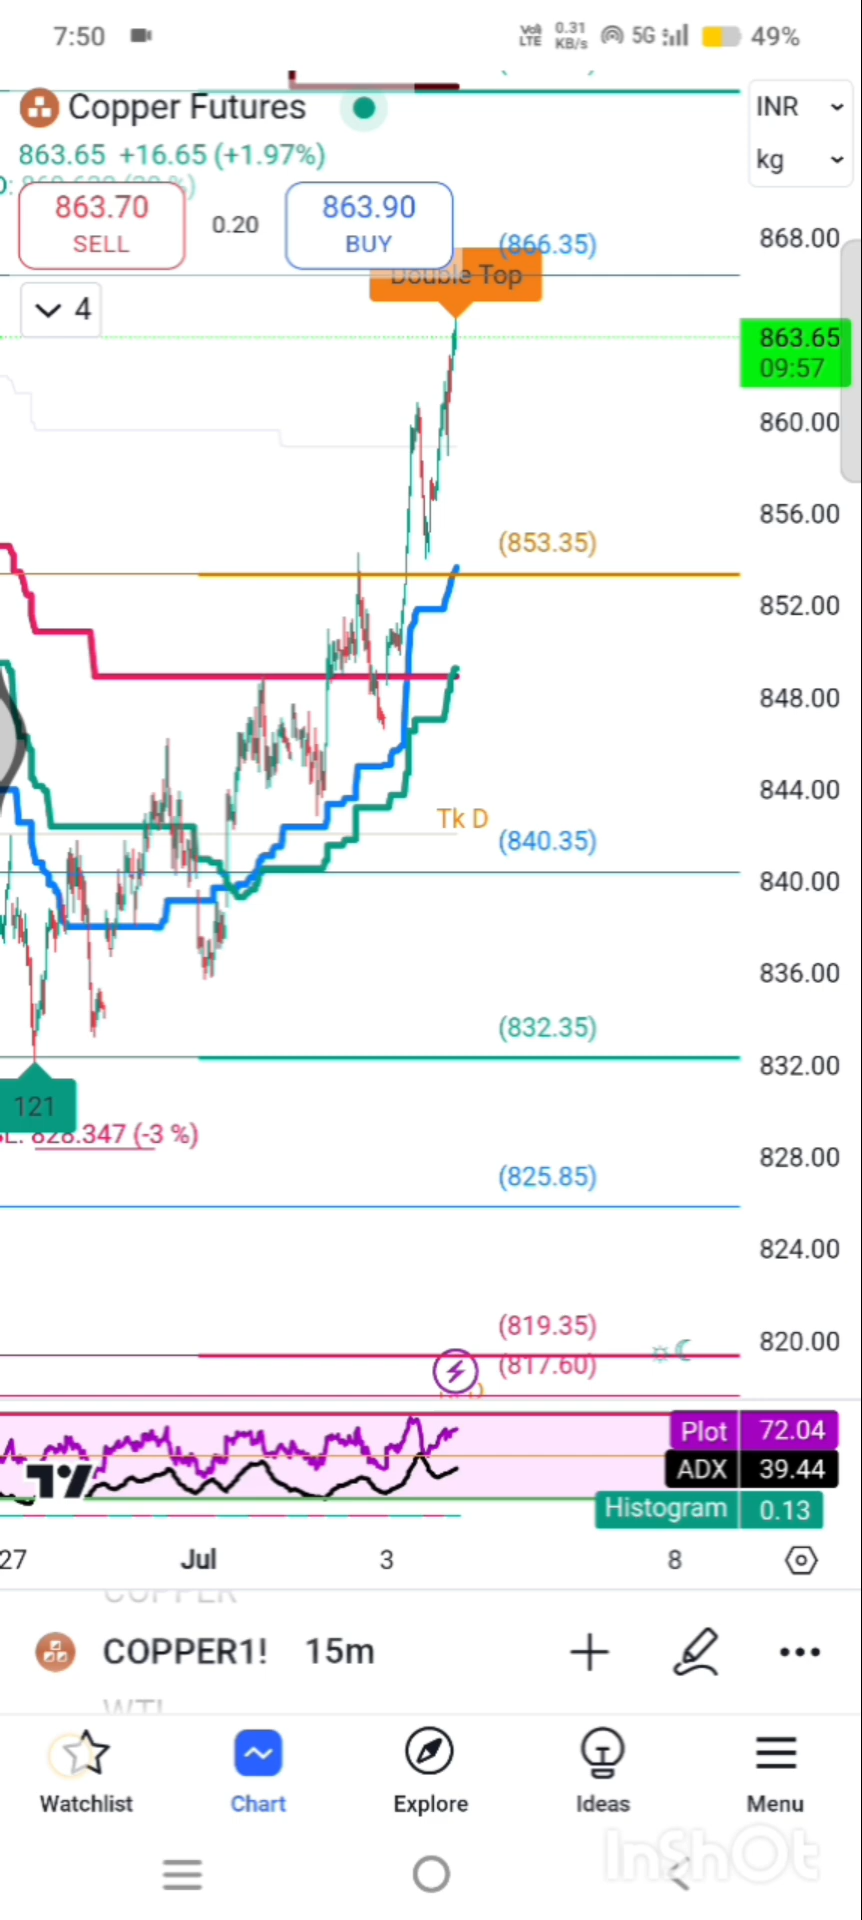 7:50
Vo) LTE 0.31 KB/s 5G 49%
Copper Futures
INR
863.65 +16.65 (+1.97%)
kg
863.70 SELL
0.20
863.90 BUY
(866.35)
868.00
Double Top
4
863.65
09:57
860.00
856.00
(853.35)
852.00
848.00
844.00
Tk D
(840.35)
840.00
836.00
(832.35)
832.00
121
SL: 828.347 (-3 %)
828.00
(825.85)
824.00
(819.35)
820.00
(817.60)
Plot 72.04
ADX 39.44
Histogram 0.13
27 Jul 3 8
COPPER
COPPER1! 15m
WTI
Watchlist Chart Explore Ideas Menu
InShOt